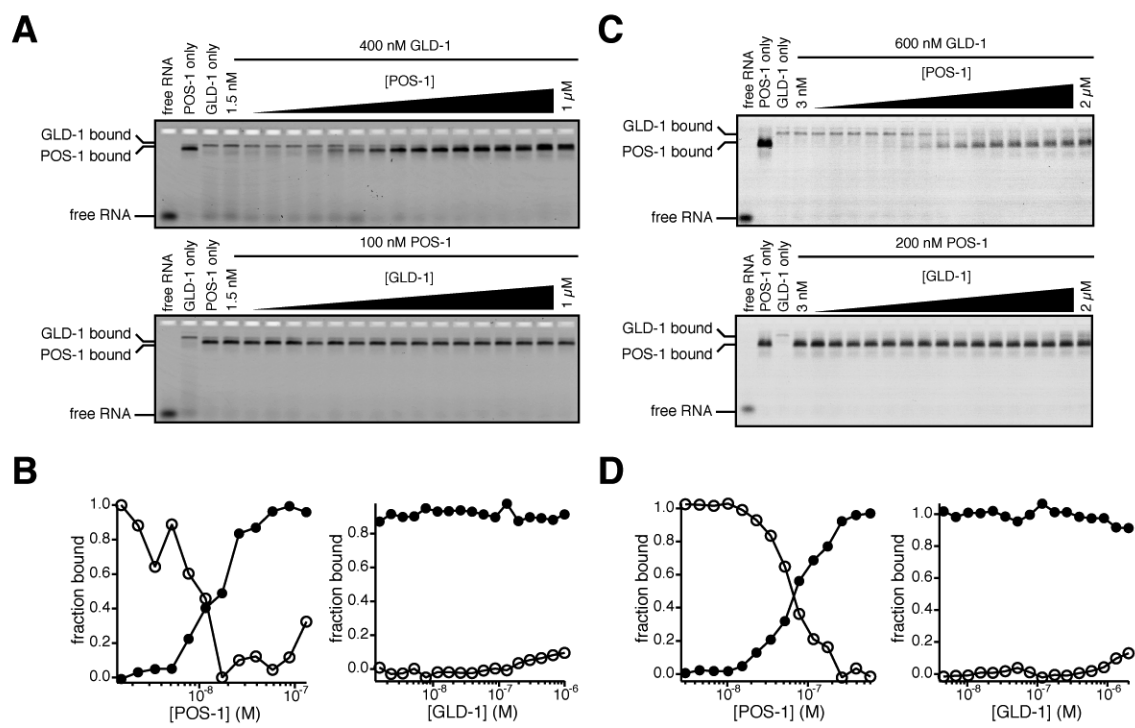 A
400 nM GLD-1
free RNA
POS-1 only
GLD-1 only
1.5 nM
[POS-1]
1 µM
GLD-1 bound
POS-1 bound
free RNA
100 nM POS-1
free RNA
GLD-1 only
POS-1 only
1.5 nM
[GLD-1]
1 µM
GLD-1 bound
POS-1 bound
free RNA
C
600 nM GLD-1
free RNA
POS-1 only
GLD-1 only
3 nM
[POS-1]
2 µM
GLD-1 bound
POS-1 bound
free RNA
200 nM POS-1
free RNA
POS-1 only
GLD-1 only
3 nM
[GLD-1]
2 µM
GLD-1 bound
POS-1 bound
free RNA
B
fraction bound
1.0
0.8
0.6
0.4
0.2
0.0
10-8
10-7
[POS-1] (M)
fraction bound
0.8
0.6
0.4
0.2
0.0
10-8
10-7
10-6
[GLD-1] (M)
D
fraction bound
1.0
0.8
0.6
0.4
0.2
0.0
10-8
10-7
[POS-1] (M)
fraction bound
1.0
0.8
0.6
0.4
0.2
0.0
10-8
10-7
10-6
[GLD-1] (M)